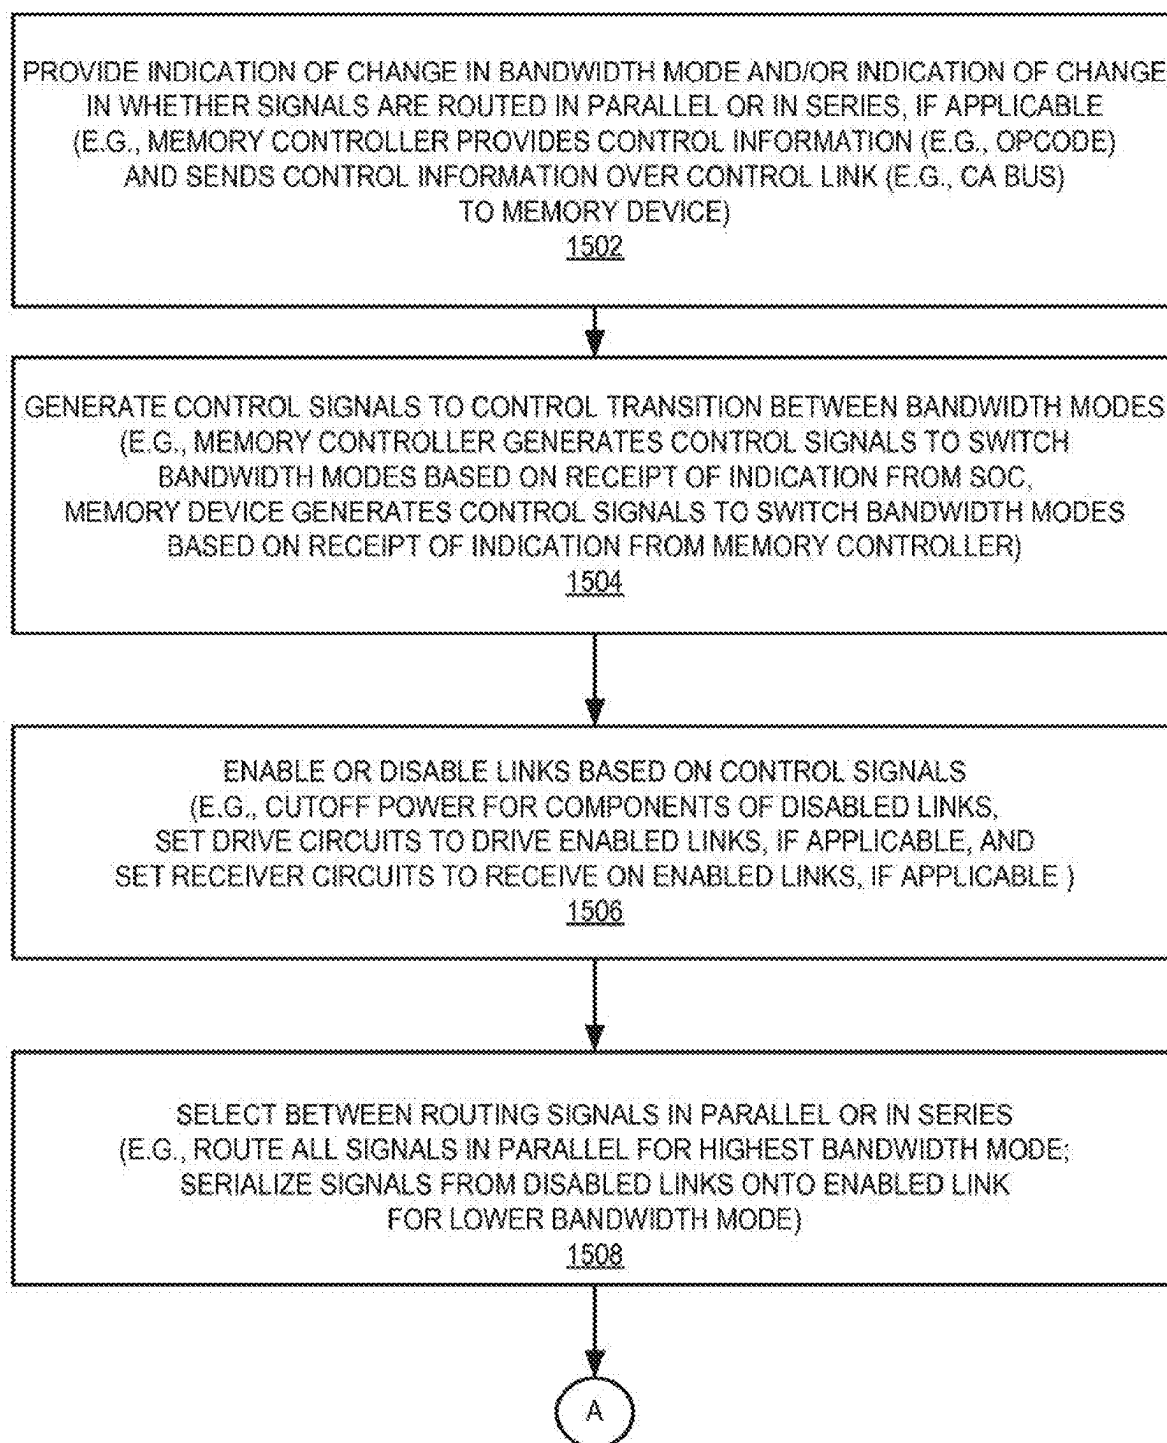 PROVIDE INDICATION OF CHANGE IN BANDWIDTH MODE AND/OR INDICATION OF CHANGE
IN WHETHER SIGNALS ARE ROUTED IN PARALLEL OR IN SERIES, IF APPLICABLE
(E.G., MEMORY CONTROLLER PROVIDES CONTROL INFORMATION (E.G., OPCODE)
AND SENDS CONTROL INFORMATION OVER CONTROL LINK (E.G., CA BUS)
TO MEMORY DEVICE)
1502
GENERATE CONTROL SIGNALS TO CONTROL TRANSITION BETWEEN BANDWIDTH MODES
(E.G., MEMORY CONTROLLER GENERATES CONTROL SIGNALS TO SWITCH
BANDWIDTH MODES BASED ON RECEIPT OF INDICATION FROM SOC,
MEMORY DEVICE GENERATES CONTROL SIGNALS TO SWITCH BANDWIDTH MODES
BASED ON RECEIPT OF INDICATION FROM MEMORY CONTROLLER)
1504
ENABLE OR DISABLE LINKS BASED ON CONTROL SIGNALS
(E.G., CUTOFF POWER FOR COMPONENTS OF DISABLED LINKS,
SET DRIVE CIRCUITS TO DRIVE ENABLED LINKS, IF APPLICABLE, AND
SET RECEIVER CIRCUITS TO RECEIVE ON ENABLED LINKS, IF APPLICABLE )
1506
SELECT BETWEEN ROUTING SIGNALS IN PARALLEL OR IN SERIES
(E.G., ROUTE ALL SIGNALS IN PARALLEL FOR HIGHEST BANDWIDTH MODE;
SERIALIZE SIGNALS FROM DISABLED LINKS ONTO ENABLED LINK
FOR LOWER BANDWIDTH MODE)
1508
A